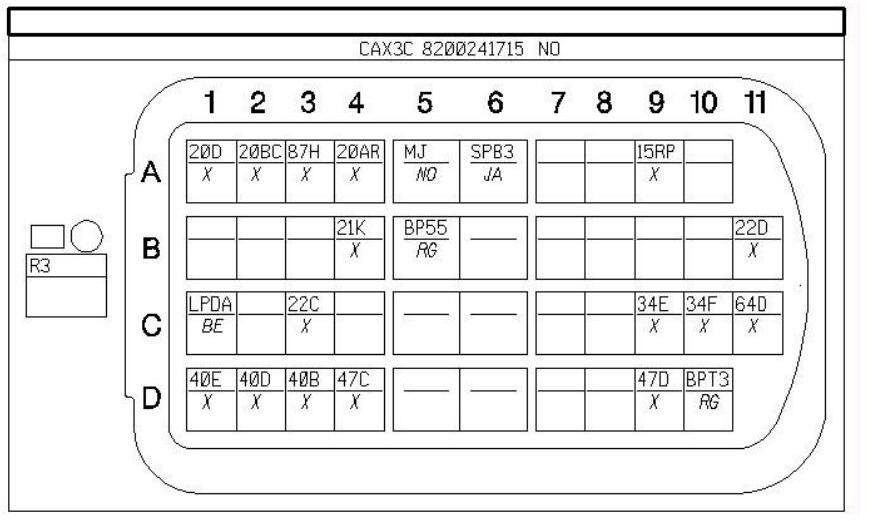 CAX3C 8200241715 NO
1 2 3 4 5 6 7 8 9 10 11
A
20D 20BC 87H 20AR MJ SPB3 15RP
X X X X NO JA X
B
21K BP55 22D
X RG X
R3
C
LPDA 22C 34E 34F 64D
BE X X X X
D
40E 40D 40B 47C 47D BPT3
X X X X X RG